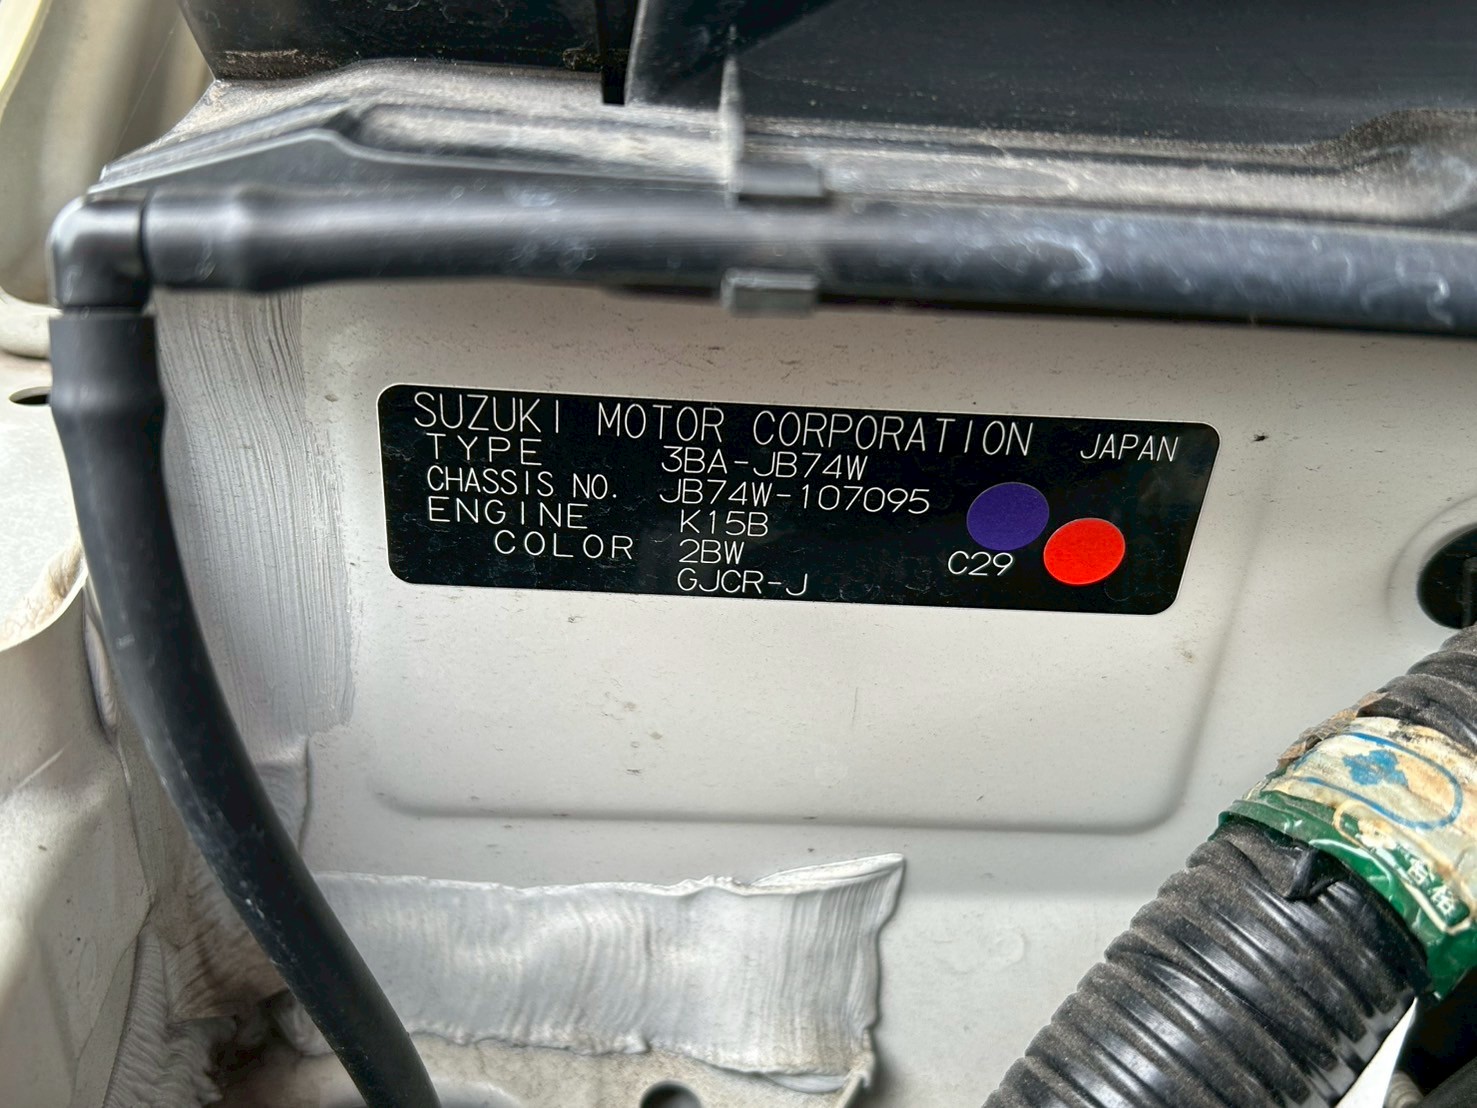 SUZUKI MOTOR CORPORATION JAPAN
TYPE 3BA-JB74W
CHASSIS NO. JB74W-107095
ENGINE K15B
COLOR 2BW
C29
GJCR-J